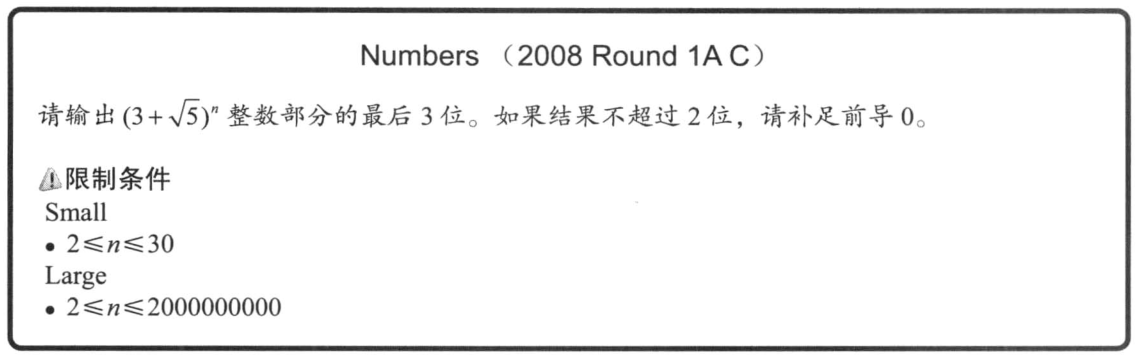 Numbers （2008 Round 1A C）
请输出 (3+√5)ⁿ 整数部分的最后 3 位。如果结果不超过 2 位，请补足前导 0。
限制条件
Small
• 2≤n≤30
Large
• 2≤n≤2000000000